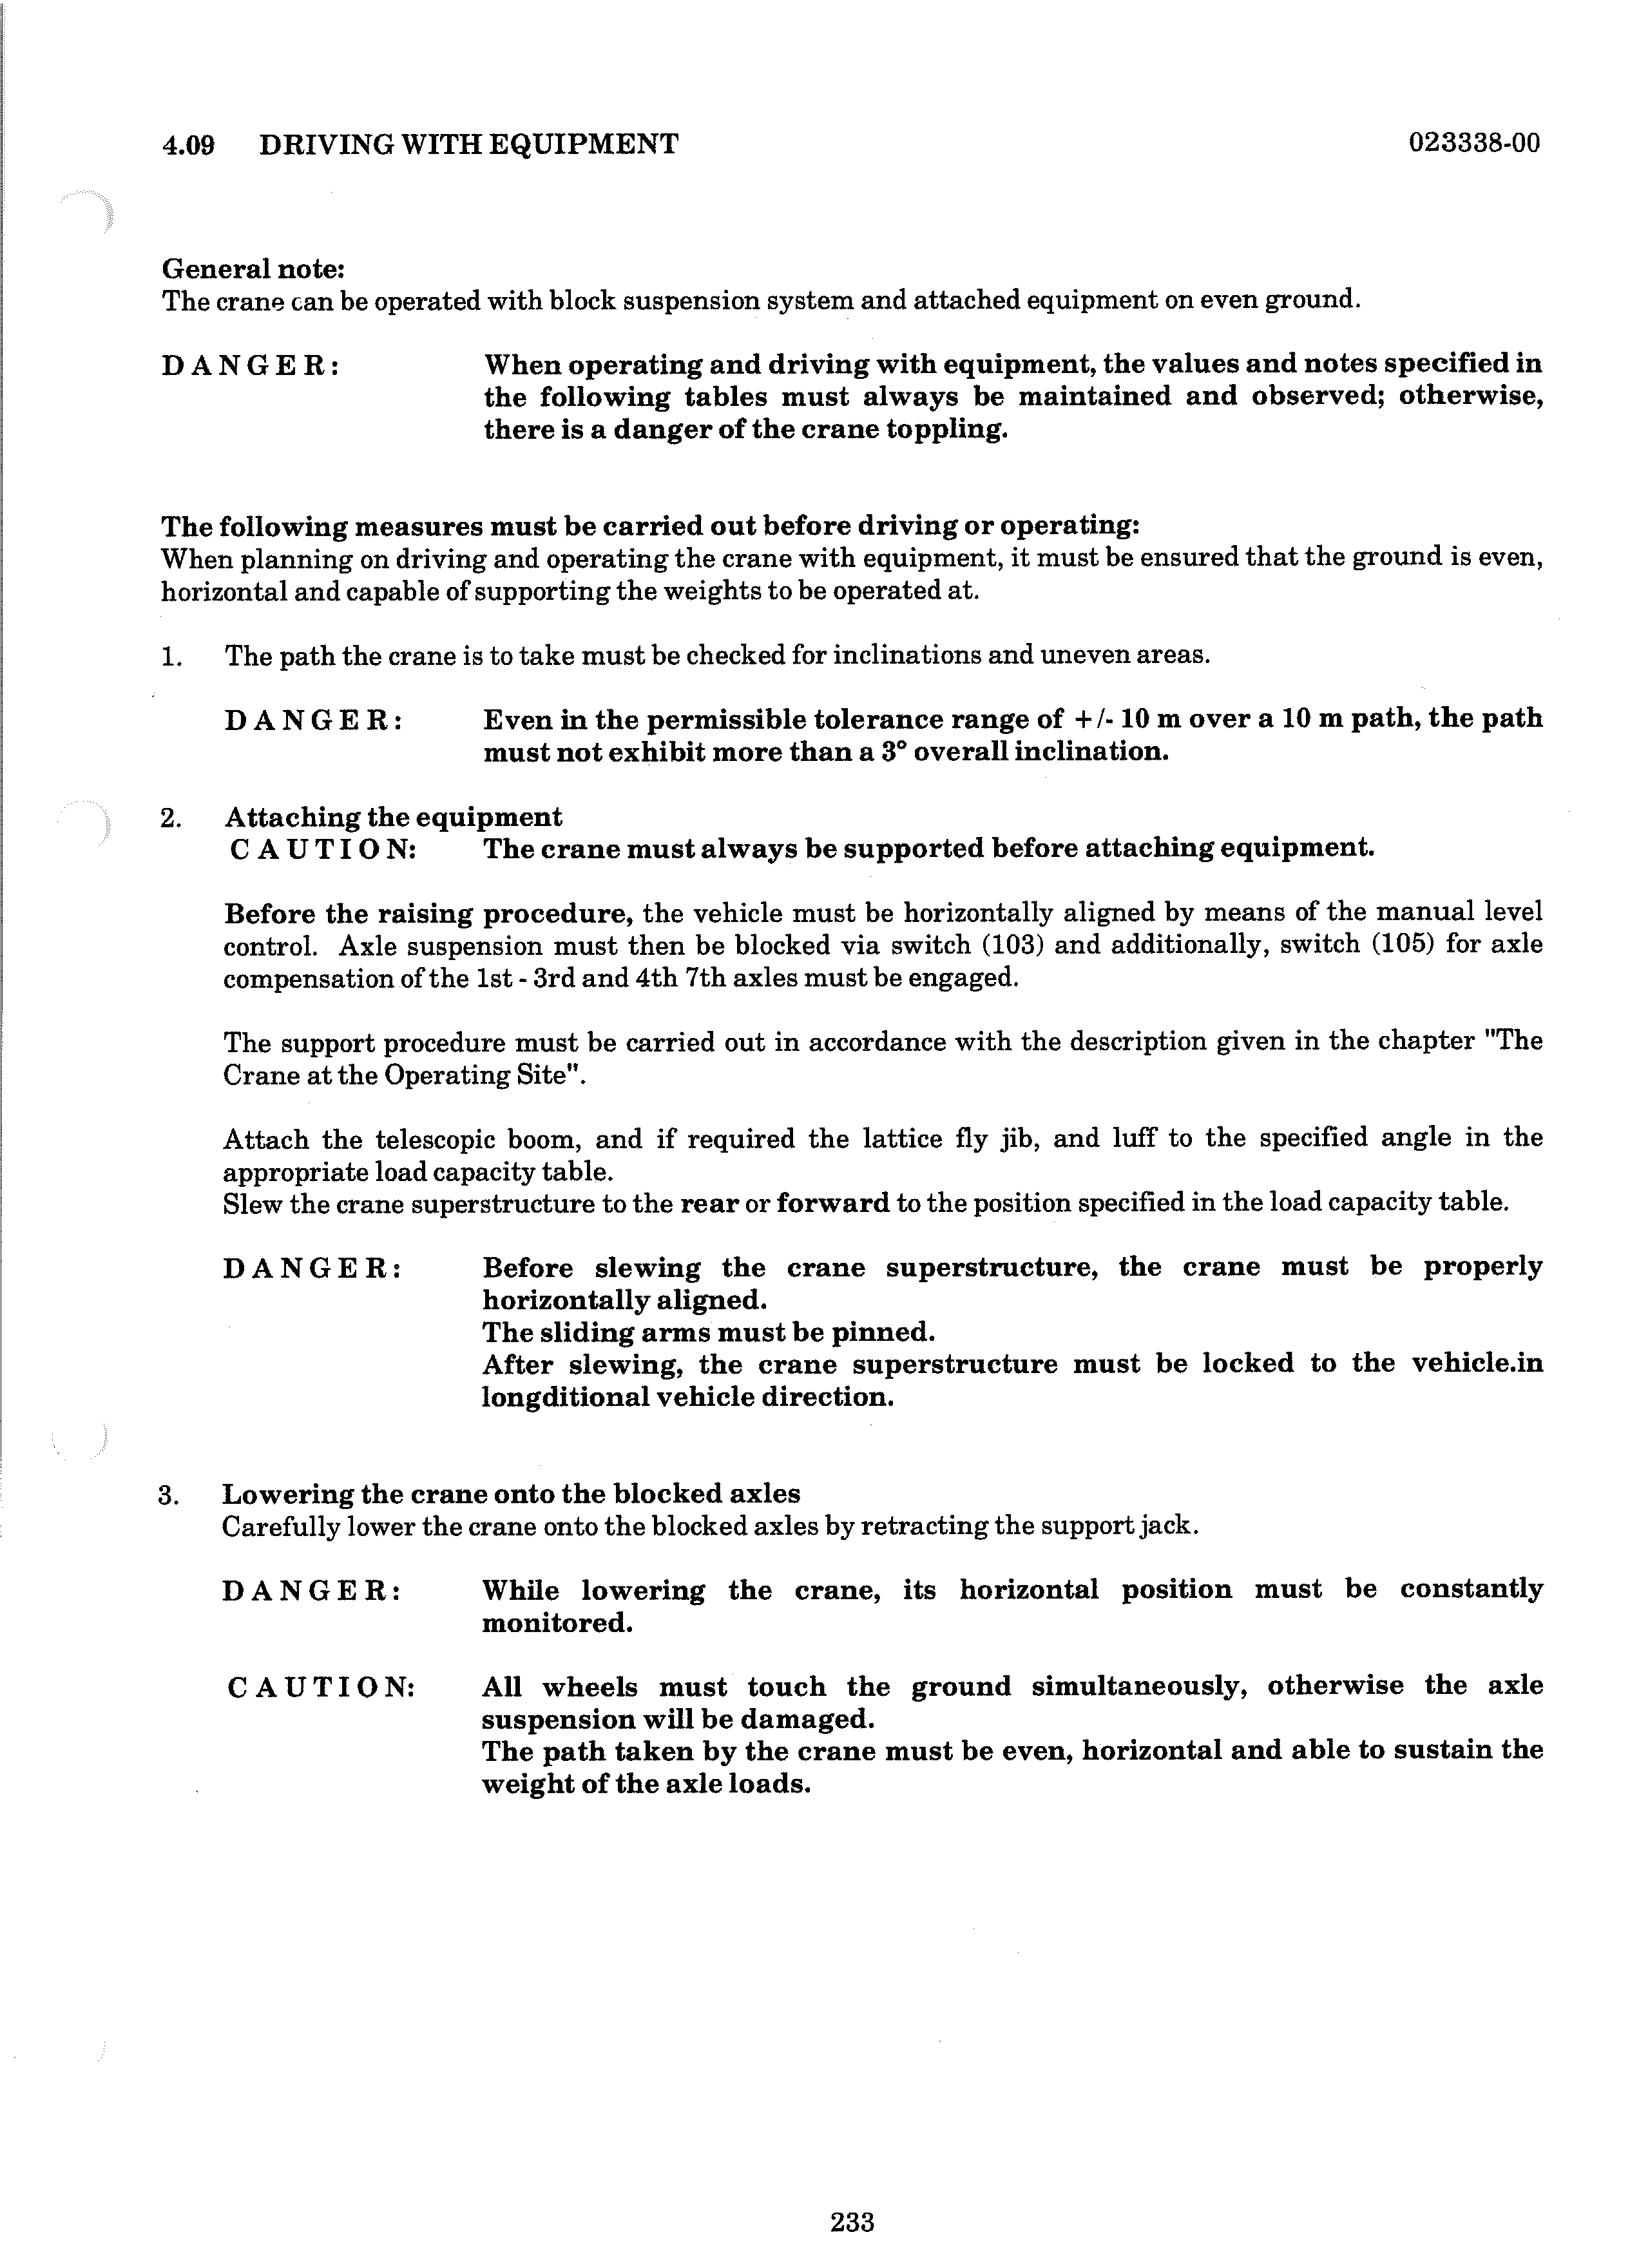 4.09 DRIVING WITH EQUIPMENT 023338-00
General note:
The crane can be operated with block suspension system and attached equipment on even ground.
DANGER: When operating and driving with equipment, the values and notes specified in
the following tables must always be maintained and observed; otherwise,
there is a danger of the crane toppling.
The following measures must be carried out before driving or operating:
When planning on driving and operating the crane with equipment, it must be ensured that the ground is even,
horizontal and capable of supporting the weights to be operated at.
1. The path the crane is to take must be checked for inclinations and uneven areas.
DANGER: Even in the permissible tolerance range of +/- 10 m over a 10 m path, the path
must not exhibit more than a 3° overall inclination.
2. Attaching the equipment
CAUTION: The crane must always be supported before attaching equipment.
Before the raising procedure, the vehicle must be horizontally aligned by means of the manual level
control. Axle suspension must then be blocked via switch (103) and additionally, switch (105) for axle
compensation of the 1st - 3rd and 4th 7th axles must be engaged.
The support procedure must be carried out in accordance with the description given in the chapter "The
Crane at the Operating Site".
Attach the telescopic boom, and if required the lattice fly jib, and luff to the specified angle in the
appropriate load capacity table.
Slew the crane superstructure to the rear or forward to the position specified in the load capacity table.
DANGER: Before slewing the crane superstructure, the crane must be properly
horizontally aligned.
The sliding arms must be pinned.
After slewing, the crane superstructure must be locked to the vehicle.in
longditional vehicle direction.
3. Lowering the crane onto the blocked axles
Carefully lower the crane onto the blocked axles by retracting the support jack.
DANGER: While lowering the crane, its horizontal position must be constantly
monitored.
CAUTION: All wheels must touch the ground simultaneously, otherwise the axle
suspension will be damaged.
The path taken by the crane must be even, horizontal and able to sustain the
weight of the axle loads.
233